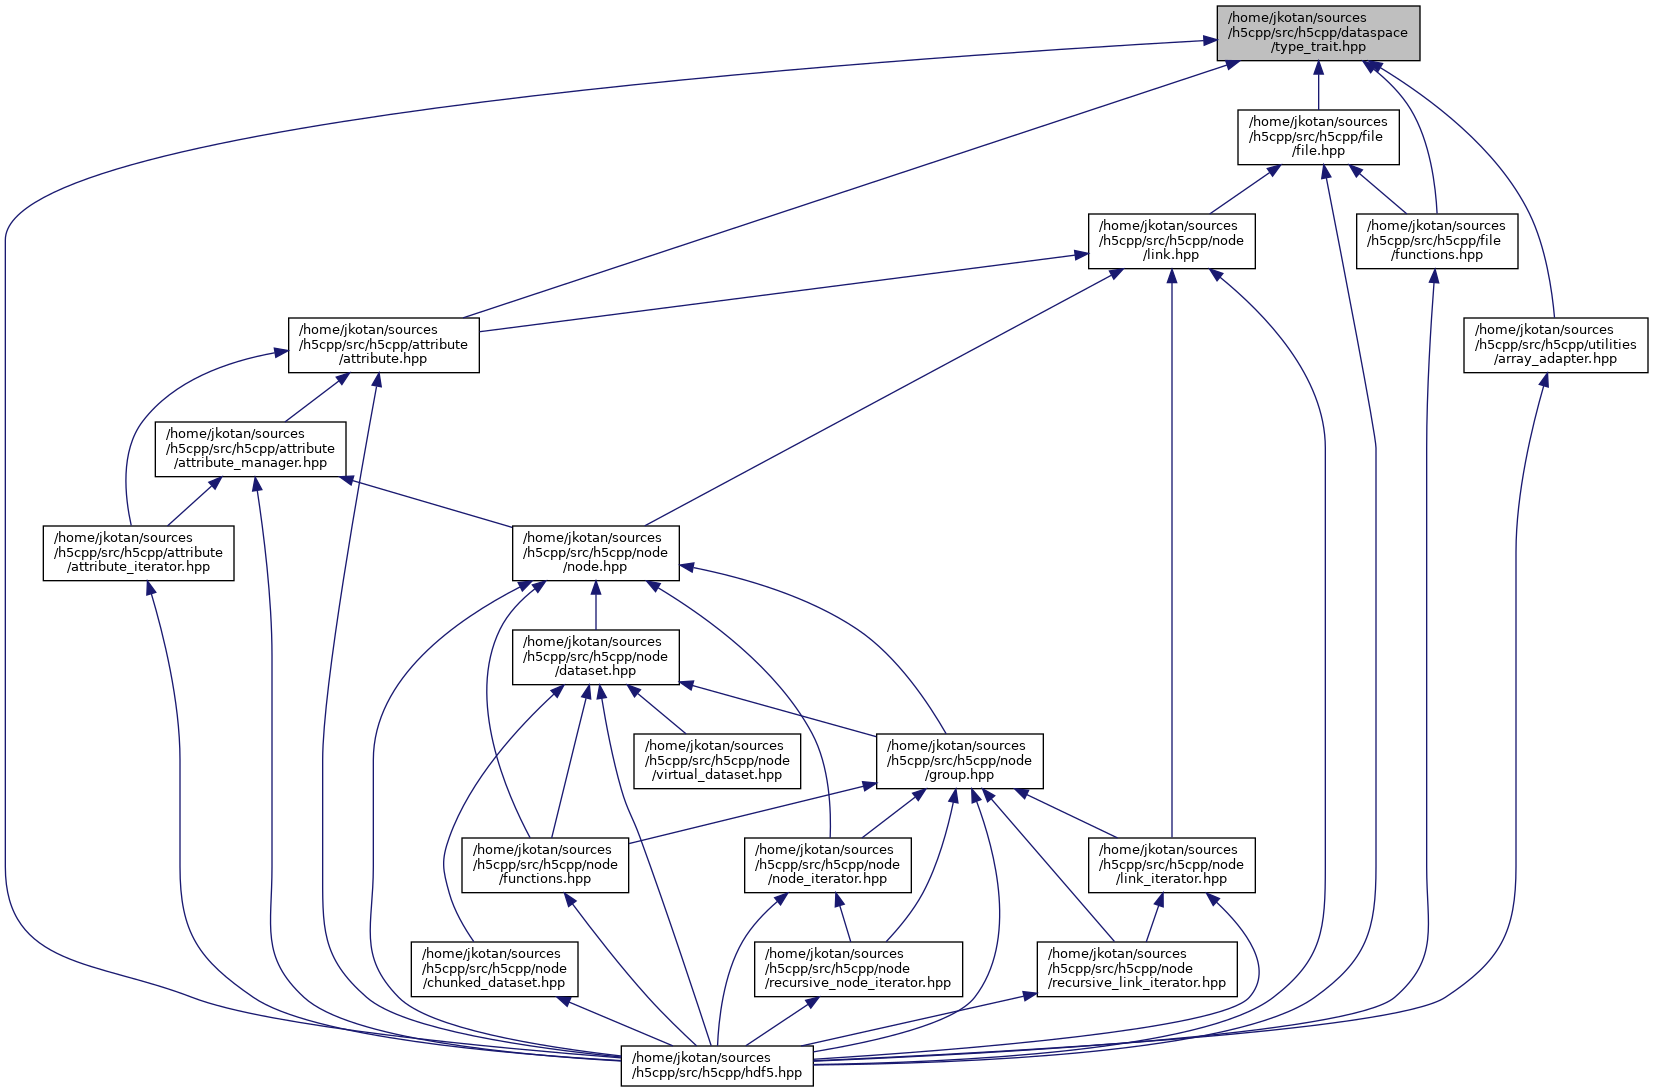 /home/jkotan/sources
/h5cpp/src/h5cpp/dataspace
/type_trait.hpp
/home/jkotan/sources
/h5cpp/src/h5cpp/file
/file.hpp
/home/jkotan/sources
/h5cpp/src/h5cpp/node
/link.hpp
/home/jkotan/sources
/h5cpp/src/h5cpp/file
/functions.hpp
/home/jkotan/sources
/h5cpp/src/h5cpp/attribute
/attribute.hpp
/home/jkotan/sources
/h5cpp/src/h5cpp/utilities
/array_adapter.hpp
/home/jkotan/sources
/h5cpp/src/h5cpp/attribute
/attribute_manager.hpp
/home/jkotan/sources
/h5cpp/src/h5cpp/attribute
/attribute_iterator.hpp
/home/jkotan/sources
/h5cpp/src/h5cpp/node
/node.hpp
/home/jkotan/sources
/h5cpp/src/h5cpp/node
/dataset.hpp
/home/jkotan/sources
/h5cpp/src/h5cpp/node
/virtual_dataset.hpp
/home/jkotan/sources
/h5cpp/src/h5cpp/node
/group.hpp
/home/jkotan/sources
/h5cpp/src/h5cpp/node
/functions.hpp
/home/jkotan/sources
/h5cpp/src/h5cpp/node
/node_iterator.hpp
/home/jkotan/sources
/h5cpp/src/h5cpp/node
/link_iterator.hpp
/home/jkotan/sources
/h5cpp/src/h5cpp/node
/chunked_dataset.hpp
/home/jkotan/sources
/h5cpp/src/h5cpp/node
/recursive_node_iterator.hpp
/home/jkotan/sources
/h5cpp/src/h5cpp/node
/recursive_link_iterator.hpp
/home/jkotan/sources
/h5cpp/src/h5cpp/hdf5.hpp